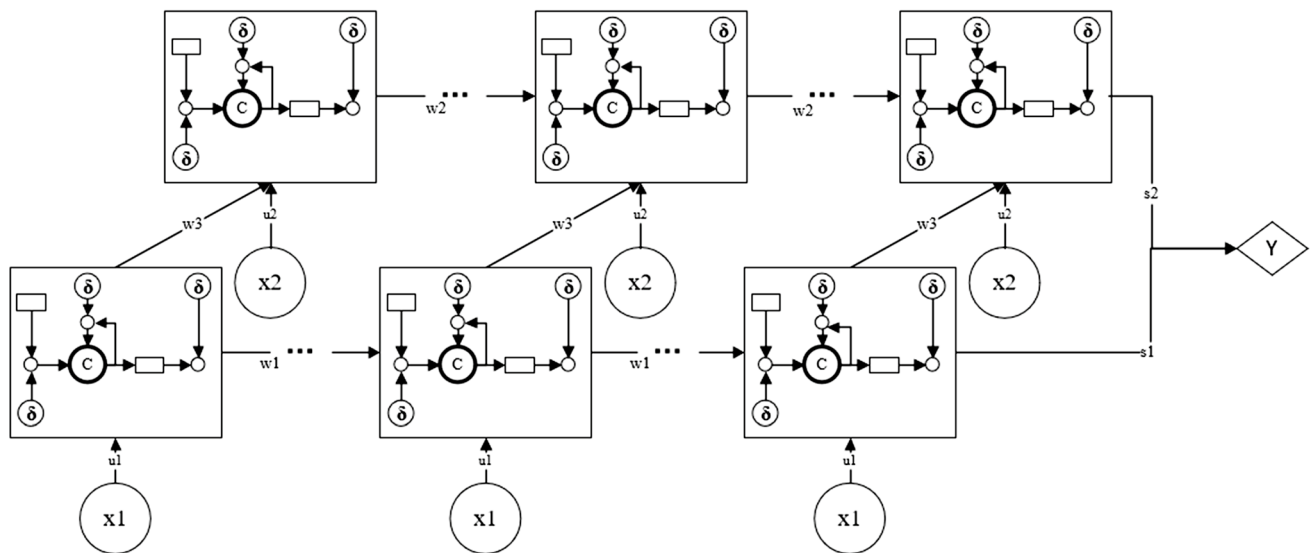 δ δ δ δ δ δ
C C C
w2 ... w2 ...
δ δ δ
w3 u2 w3 u2 w3 u2 s2
x2 x2 x2
Y
δ δ δ δ δ δ
C C C
w1 ... w1 ... s1
δ δ δ
u1 u1 u1
x1 x1 x1